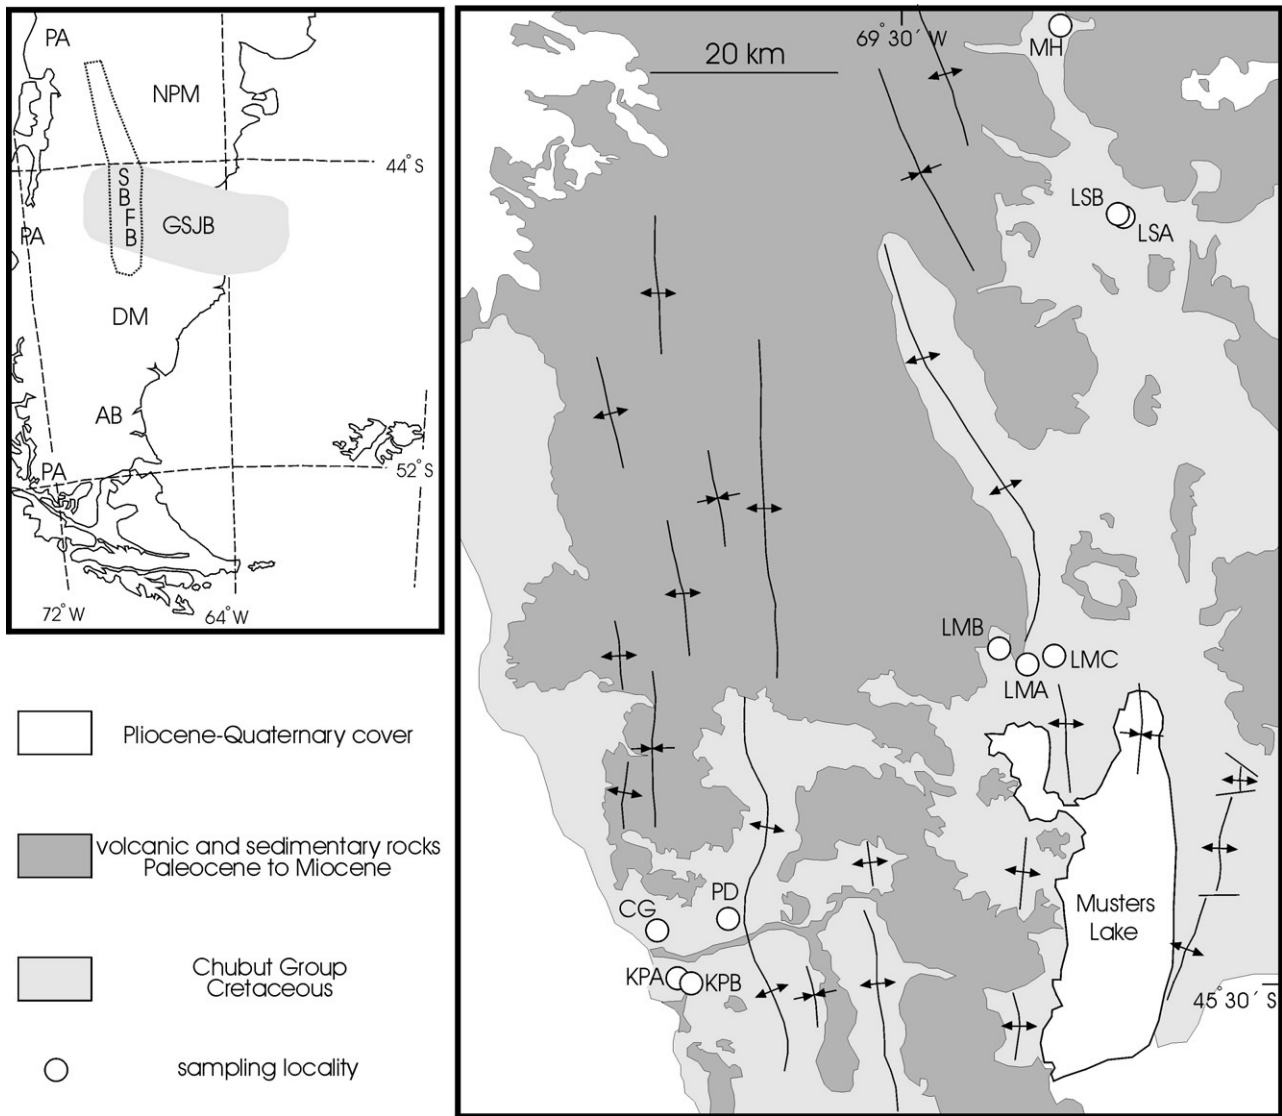 PA
NPM
44°S
S
B
F
B
GSJB
PA
DM
AB
52°S
PA
72°W
64°W
Pliocene-Quaternary cover
volcanic and sedimentary rocks
Paleocene to Miocene
Chubut Group
Cretaceous
sampling locality
69°30´W
20 km
MH
LSB
LSA
LMB
LMC
LMA
Musters
Lake
PD
CG
KPA
KPB
45°30´S